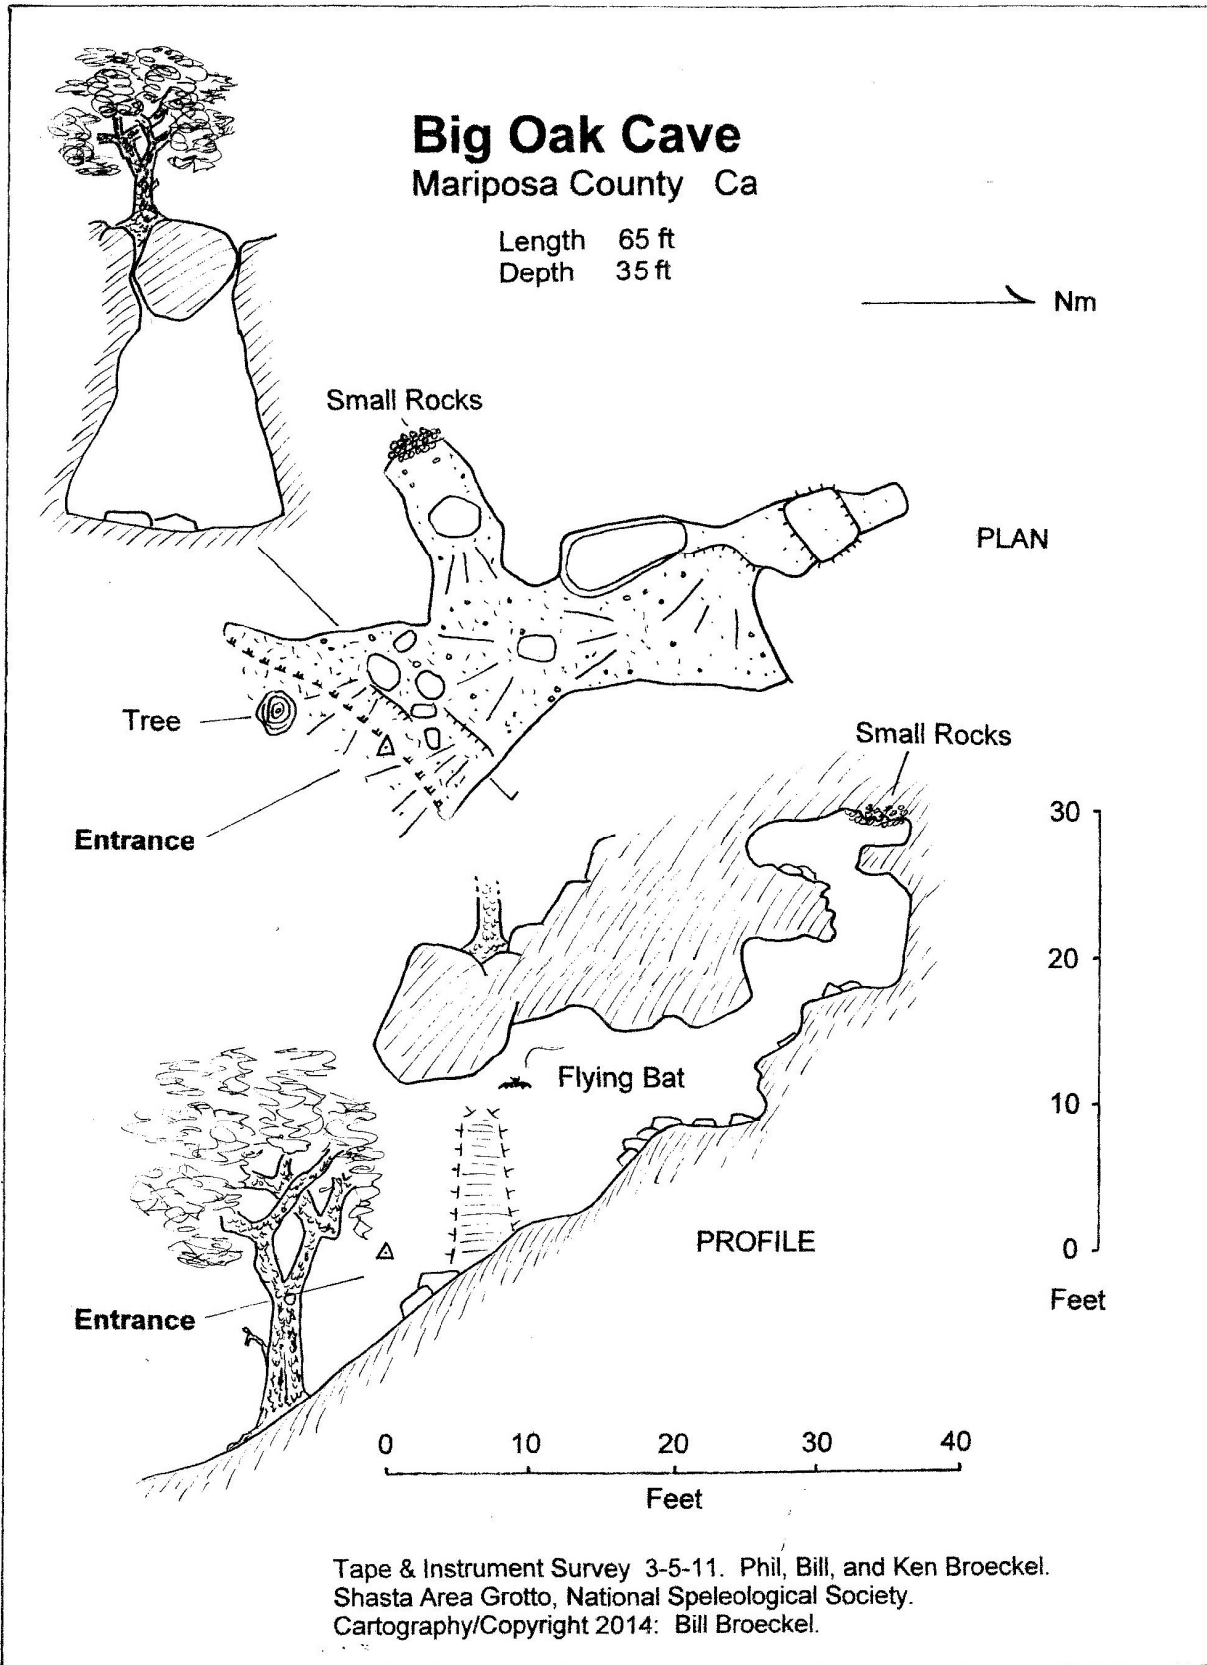 Big Oak Cave
Mariposa County Ca
Length 65 ft
Depth 35 ft
Nm
Small Rocks
PLAN
Tree
Entrance
Small Rocks
30
20
10
0
Feet
Flying Bat
PROFILE
Entrance
0 10 20 30 40
Feet
Tape & Instrument Survey 3-5-11. Phil, Bill, and Ken Broeckel.
Shasta Area Grotto, National Speleological Society.
Cartography/Copyright 2014: Bill Broeckel.